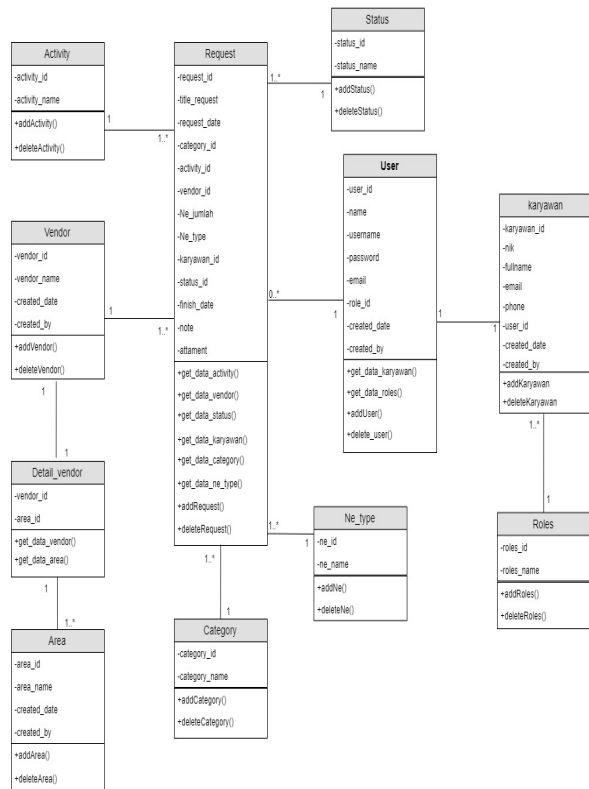 Activity
-activity_id
-activity_name
+addActivity()
+deleteActivity()
1
1..*
Request
-request_id
-title_request
-request_date
-category_id
-activity_id
-vendor_id
-Ne_jumlah
-Ne_type
-karyawan_id
-status_id
-finish_date
-note
-attament
+get_data_activity()
+get_data_vendor()
+get_data_status()
+get_data_karyawan()
+get_data_category()
+get_data_ne_type()
+addRequest()
+deleteRequest()
1..*
1
Status
-status_id
-status_name
+addStatus()
+deleteStatus()
Vendor
-vendor_id
-vendor_name
-created_date
-created_by
+addVendor()
+deleteVendor()
1
1..*
1
1
0..*
1
User
-user_id
-name
-username
-password
-email
-role_id
-created_date
-created_by
+get_data_karyawan()
+get_data_roles()
+addUser()
+delete_user()
1
1
karyawan
-karyawan_id
-nik
-fullname
-email
-phone
-user_id
-created_date
-created_by
+addKaryawan
+deleteKaryawan
1..*
1
Detail_vendor
-vendor_id
-area_id
+get_data_vendor()
+get_data_area()
1
1..*
1..*
1
Ne_type
-ne_id
-ne_name
+addNe()
+deleteNe()
Roles
-roles_id
-roles_name
+addRoles()
+deleteRoles()
1..*
1
Area
-area_id
-area_name
-created_date
-created_by
+addArea()
+deleteArea()
Category
-category_id
-category_name
+addCategory()
+deleteCategory()